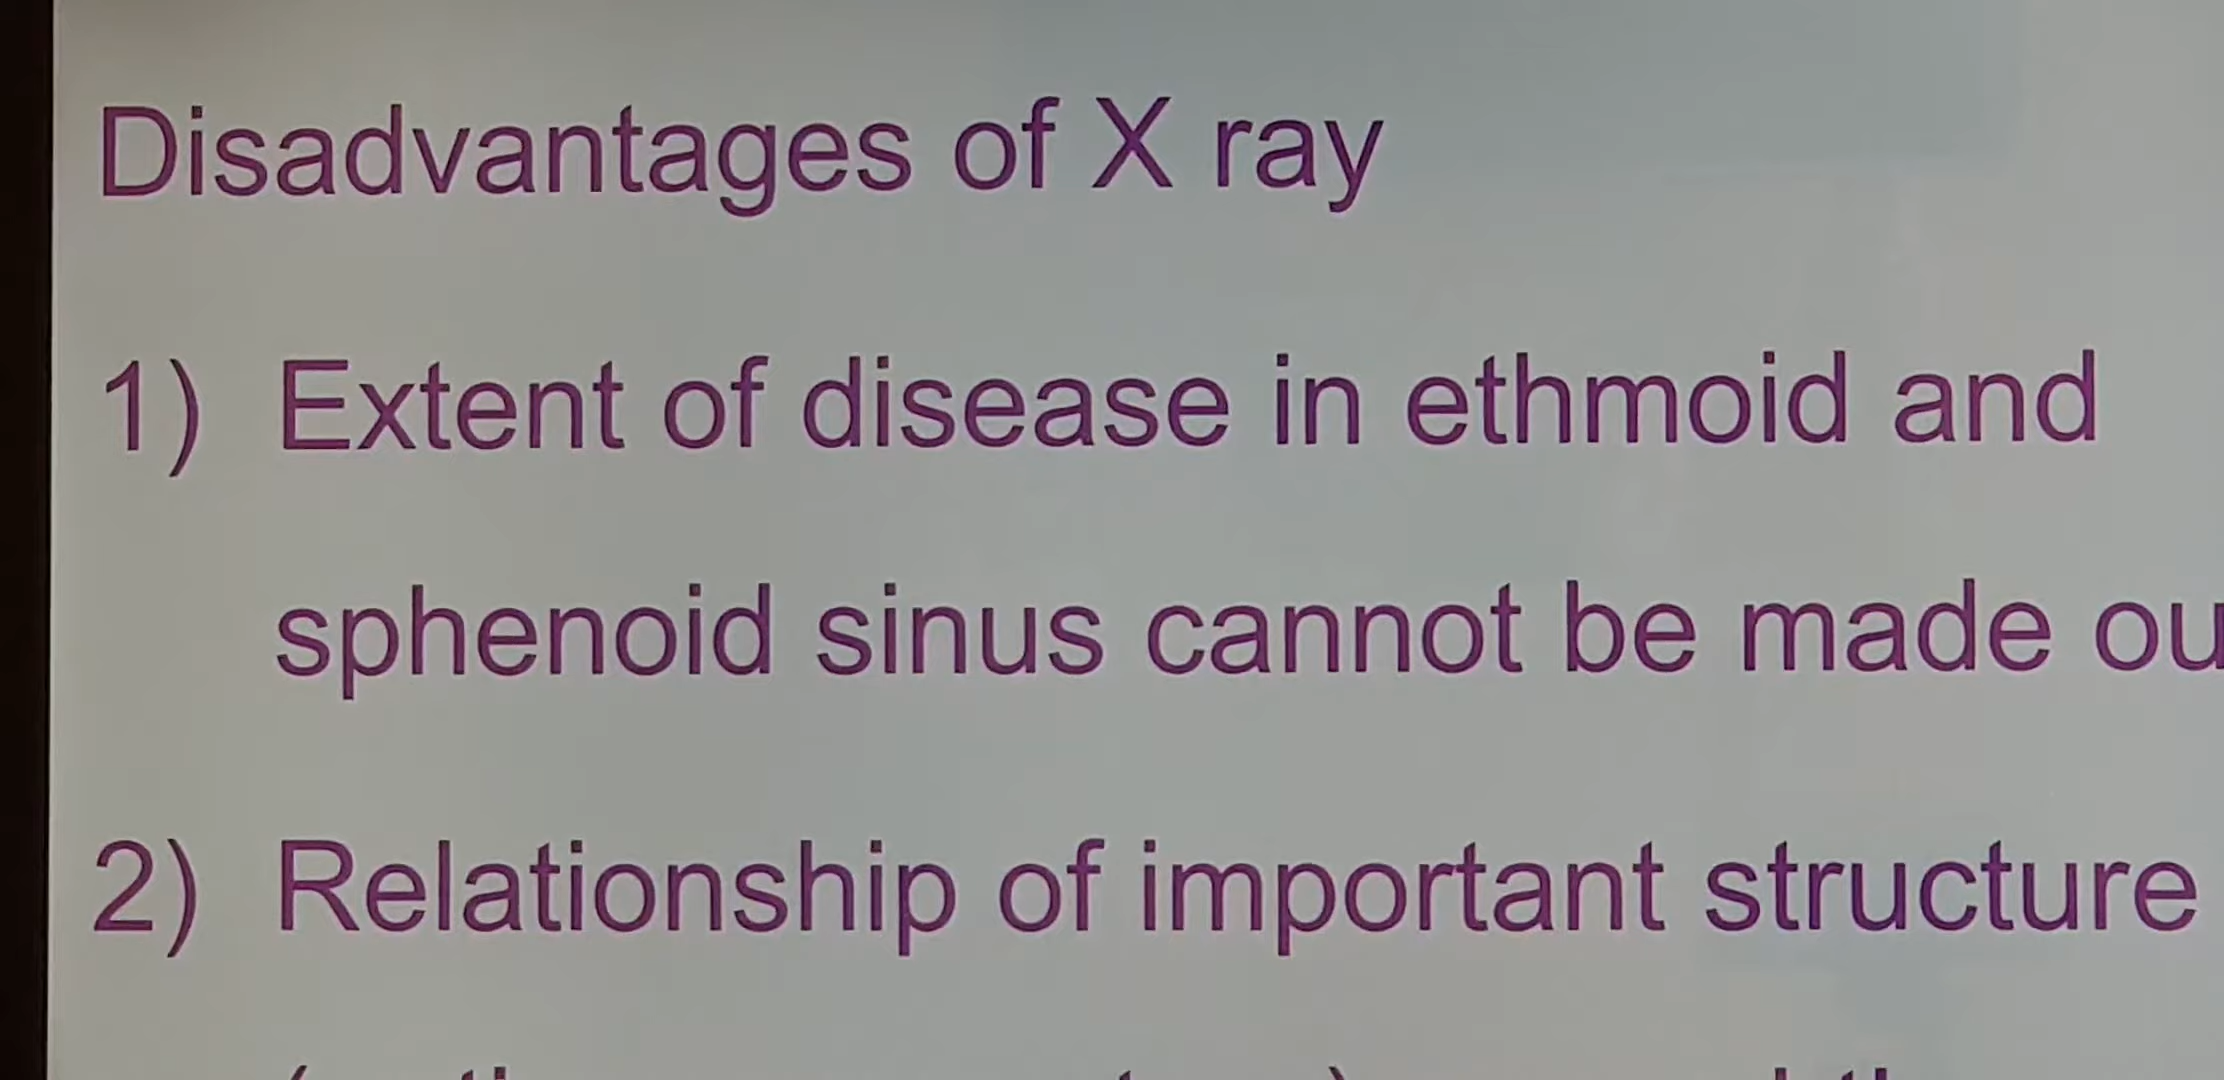 Disadvantages of X ray
1) Extent of disease in ethmoid and
sphenoid sinus cannot be made ou
2) Relationship of important structure